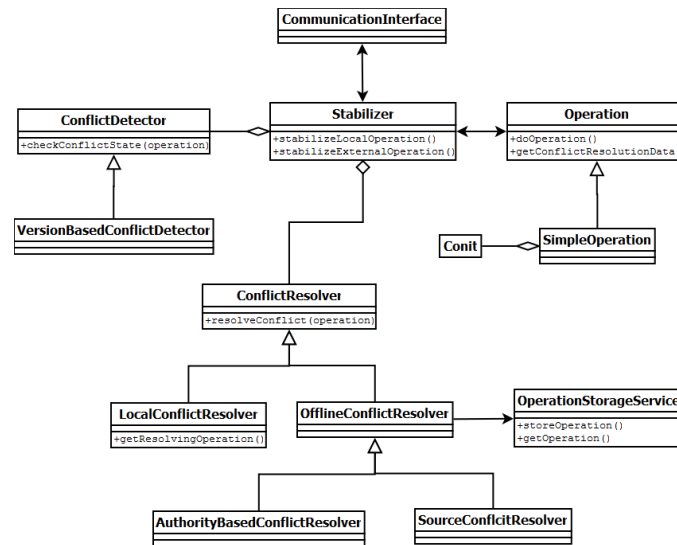 CommunicationInterface
ConflictDetector
+checkConflictState(operation)
Stabilizer
+stabilizeLocalOperation()
+stabilizeExternalOperation()
Operation
+doOperation()
+getConflictResolutionData
VersionBasedConflictDetector
Conit
SimpleOperation
ConflictResolver
+resolveConflict(operation)
LocalConflictResolver
+getResolvingOperation()
OfflineConflictResolver
OperationStorageService
+storeOperation()
+getOperation()
AuthorityBasedConflictResolver
SourceConflcitResolver